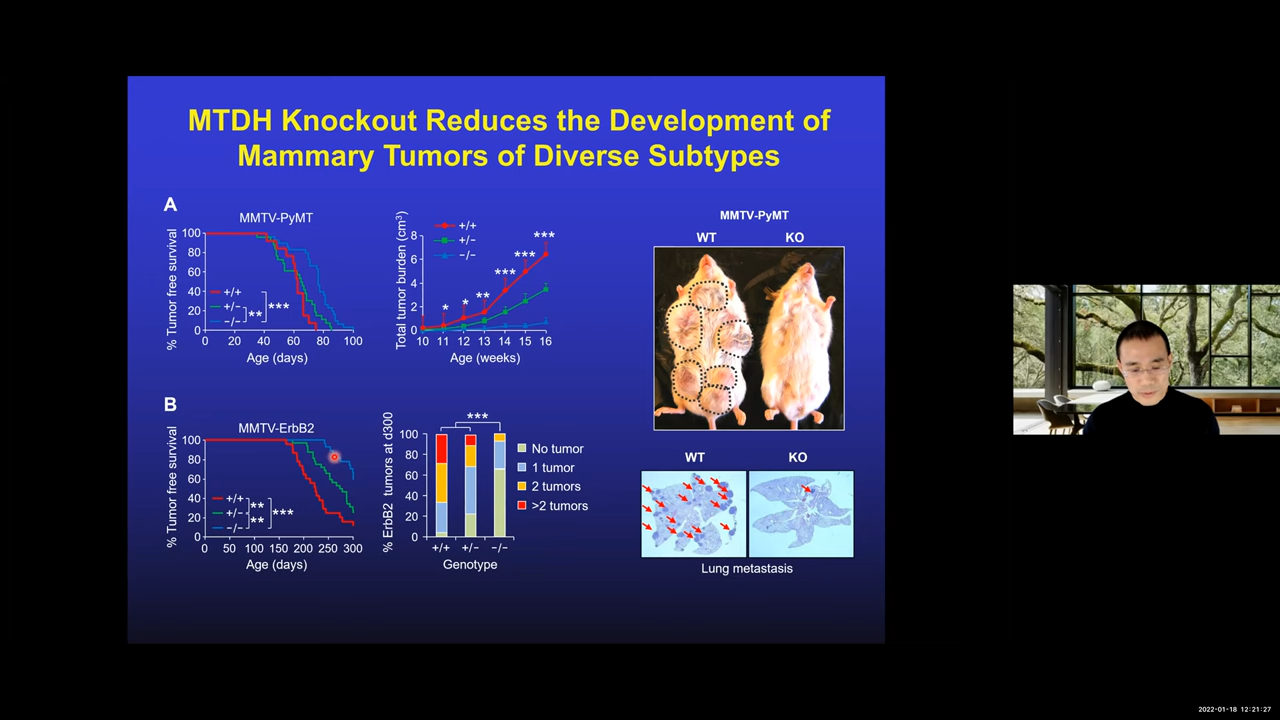 MTDH Knockout Reduces the Development of
Mammary Tumors of Diverse Subtypes
A
MMTV-PyMT
% Tumor free survival
100
80
60
40
20
0
+/+
+/−
−/−
**
***
0 20 40 60 80 100
Age (days)
Total tumor burden (cm³)
8
6
4
2
0
+/+
+/−
−/−
* * ** *** *** ***
10 11 12 13 14 15 16
Age (weeks)
B
MMTV-ErbB2
% Tumor free survival
100
80
60
40
20
0
+/+
+/−
−/−
**
**
***
0 50 100 150 200 250 300
Age (days)
% ErbB2 tumors at d300
100
80
60
40
20
0
***
No tumor
1 tumor
2 tumors
>2 tumors
+/+ +/− −/−
Genotype
MMTV-PyMT
WT KO
WT KO
Lung metastasis
2022-01-18 12:21:27